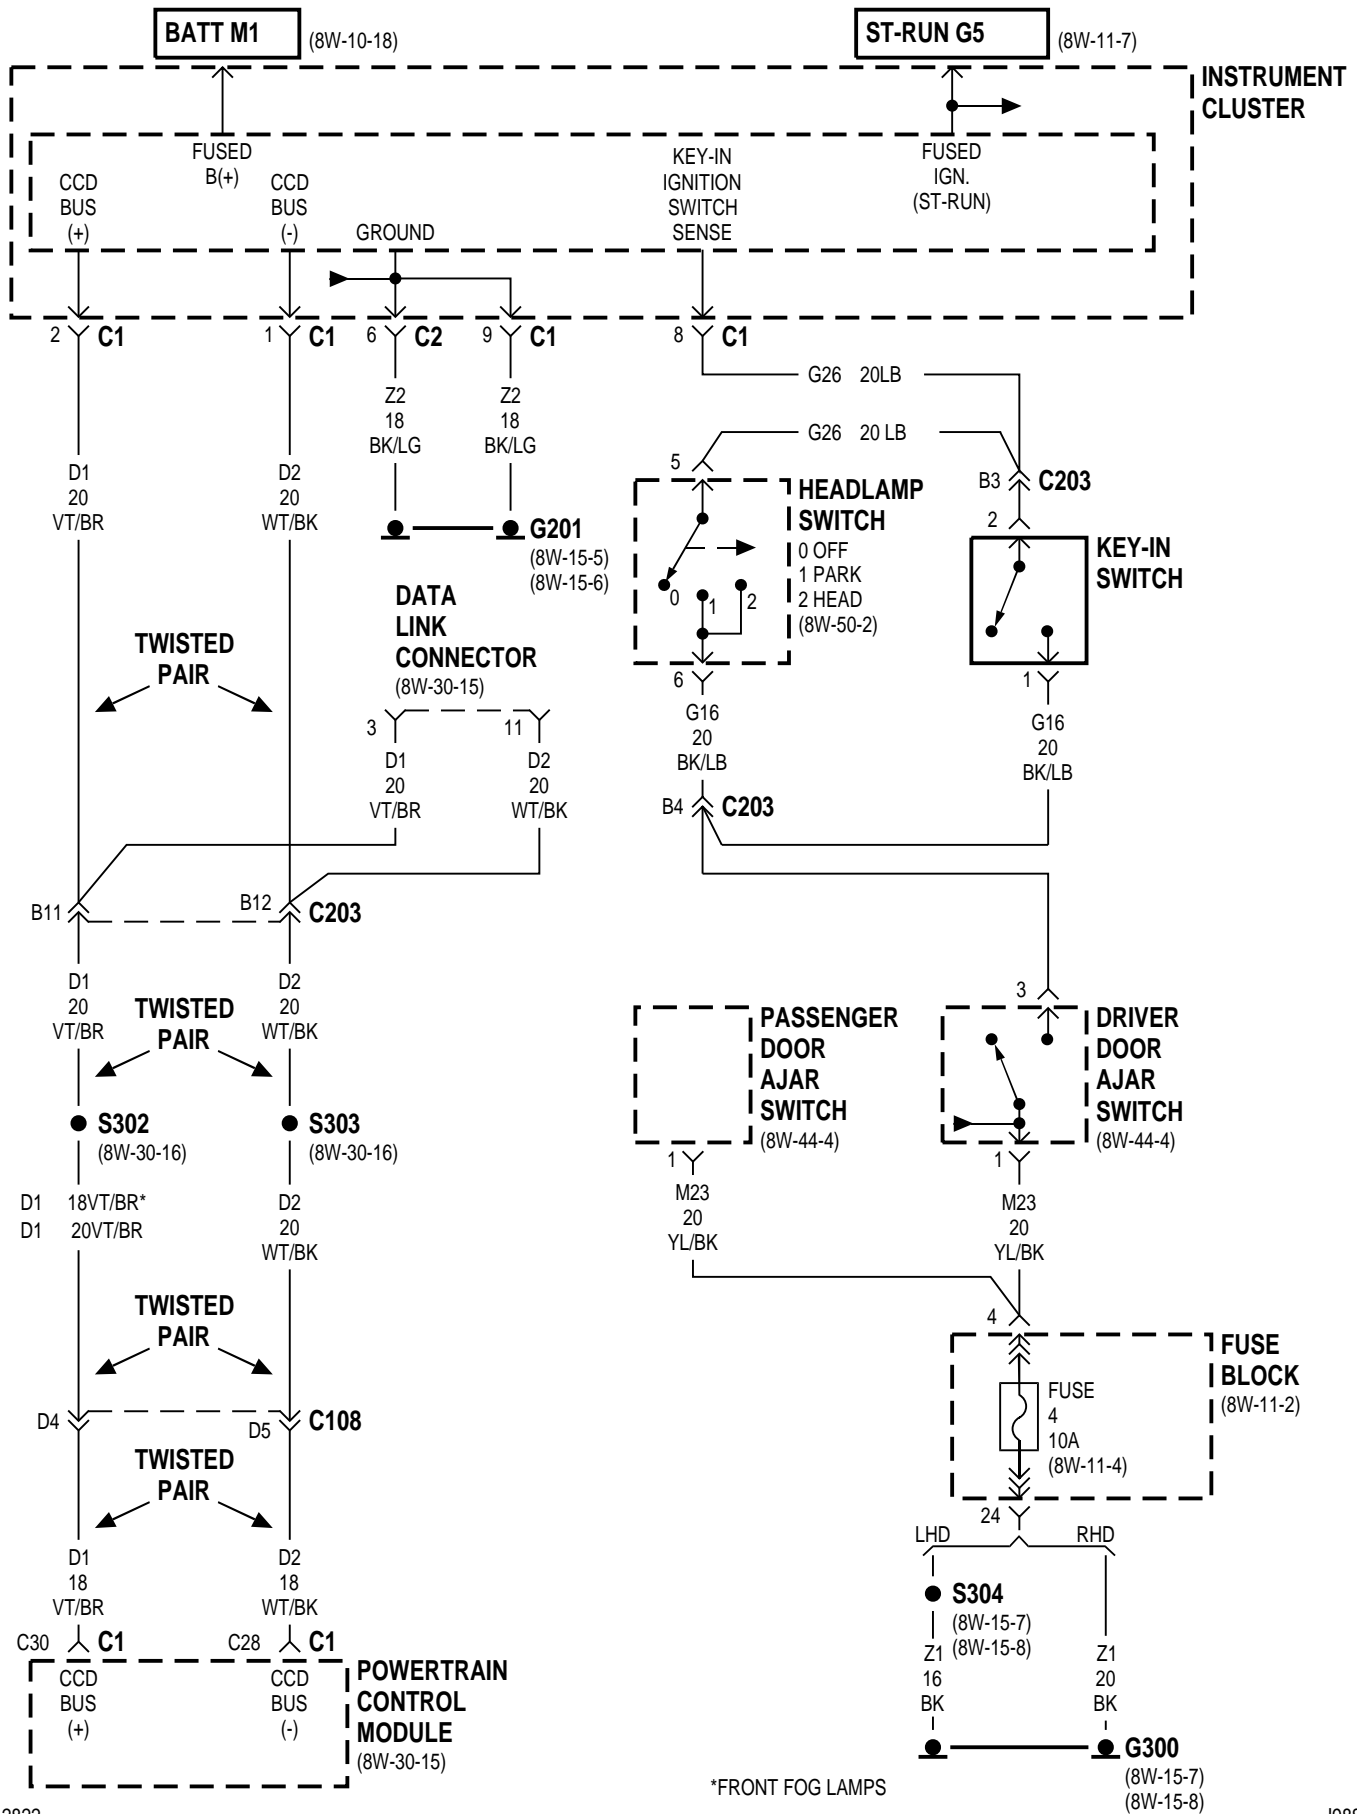 BATT M1
(8W-10-18)
ST-RUN G5
(8W-11-7)
INSTRUMENT
CLUSTER
FUSED
B(+)
CCD
BUS
(+)
CCD
BUS
(-)
GROUND
KEY-IN
IGNITION
SWITCH
SENSE
FUSED
IGN.
(ST-RUN)
2 C1
1 C1
6 C2
9 C1
8 C1
G26 20LB
G26 20 LB
Z2
18
BK/LG
Z2
18
BK/LG
D1
20
VT/BR
D2
20
WT/BK
G201
(8W-15-5)
(8W-15-6)
5
HEADLAMP
SWITCH
0 OFF
1 PARK
2 HEAD
(8W-50-2)
0
1
2
B3 C203
2
KEY-IN
SWITCH
DATA
LINK
CONNECTOR
(8W-30-15)
TWISTED
PAIR
3
11
D1
20
VT/BR
D2
20
WT/BK
6
G16
20
BK/LB
1
G16
20
BK/LB
B4 C203
B11
B12 C203
D1
20
VT/BR
D2
20
WT/BK
TWISTED
PAIR
S302
(8W-30-16)
S303
(8W-30-16)
PASSENGER
DOOR
AJAR
SWITCH
(8W-44-4)
3
DRIVER
DOOR
AJAR
SWITCH
(8W-44-4)
1
M23
20
YL/BK
1
M23
20
YL/BK
D1 18VT/BR*
D1 20VT/BR
D2
20
WT/BK
TWISTED
PAIR
4
FUSE
BLOCK
(8W-11-2)
FUSE
4
10A
(8W-11-4)
D4
D5 C108
TWISTED
PAIR
24
LHD
RHD
D1
18
VT/BR
D2
18
WT/BK
S304
(8W-15-7)
(8W-15-8)
Z1
16
BK
Z1
20
BK
C30 C1
C28 C1
CCD
BUS
(+)
CCD
BUS
(-)
POWERTRAIN
CONTROL
MODULE
(8W-30-15)
G300
(8W-15-7)
(8W-15-8)
*FRONT FOG LAMPS